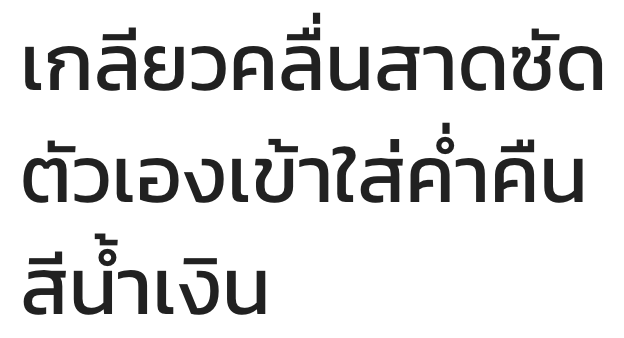 เกลียวคลื่นสาดซัด
ตัวเองเข้าใส่ค่ำคืน
สีน้ำเงิน